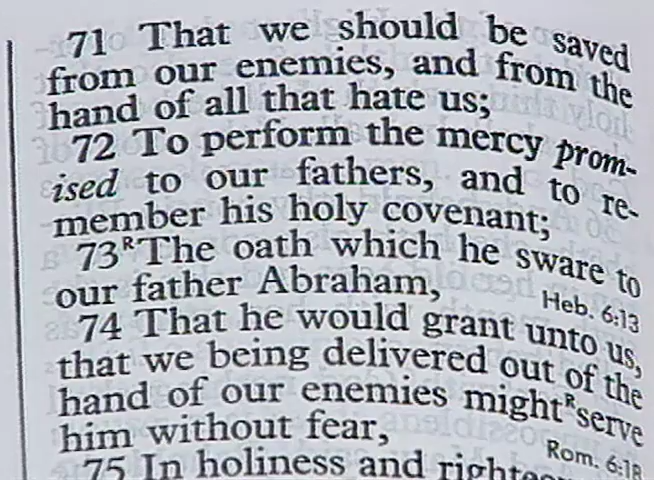 71 That we should be saved
from our enemies, and from the
hand of all that hate us;
72 To perform the mercy prom-
ised to our fathers, and to re-
member his holy covenant;
73 R The oath which he sware to
our father Abraham,
Heb. 6:13
74 That he would grant unto us,
that we being delivered out of the
hand of our enemies might R serve
him without fear,
Rom. 6:18
75 In holiness and